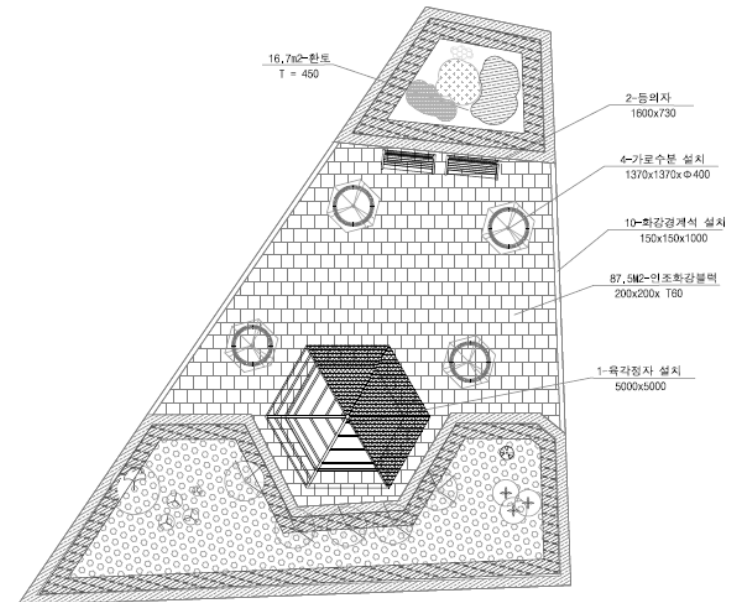 16,7m2-환토
T = 450
2-등의자
1600x730
4-가로수분 설치
1370x1370xΦ400
10-화강경계석 설치
150x150x1000
87,5M2-인조화강블럭
200x200x T60
1-육각정자 설치
5000x5000